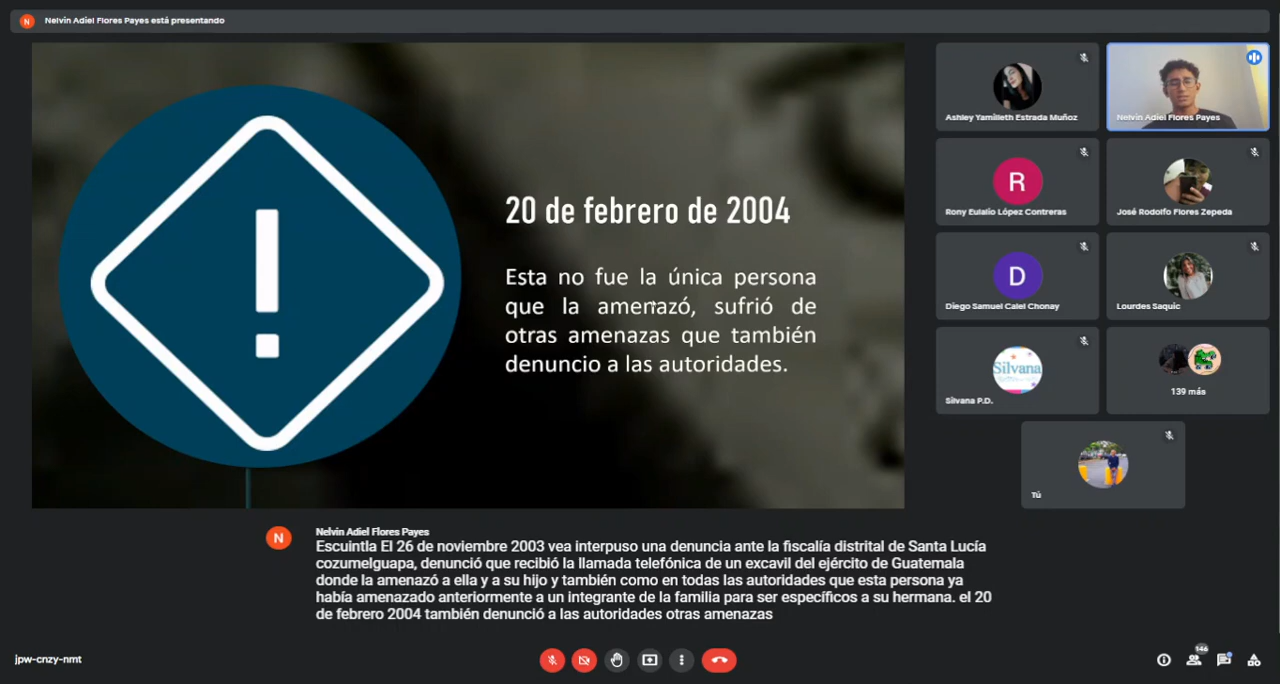 N
Nelvin Adiel Flores Payes está presentando
20 de febrero de 2004
Esta no fue la única persona
que la amenazó, sufrió de
otras amenazas que también
denuncio a las autoridades.
Ashley Yamilleth Estrada Muñoz
Nelvin Adiel Flores Payes
R
Rony Eulalio López Contreras
José Rodolfo Flores Zepeda
D
Diego Samuel Calel Chonay
Lourdes Saquic
Silvana
Silvana P.D.
139 más
Tú
N
Nelvin Adiel Flores Payes
Escuintla El 26 de noviembre 2003 vea interpuso una denuncia ante la fiscalía distrital de Santa Lucía
cozumelguapa, denunció que recibió la llamada telefónica de un excavil del ejército de Guatemala
donde la amenazó a ella y a su hijo y también como en todas las autoridades que esta persona ya
había amenazado anteriormente a un integrante de la familia para ser específicos a su hermana. el 20
de febrero 2004 también denunció a las autoridades otras amenazas
jpw-cnzy-nmt
146